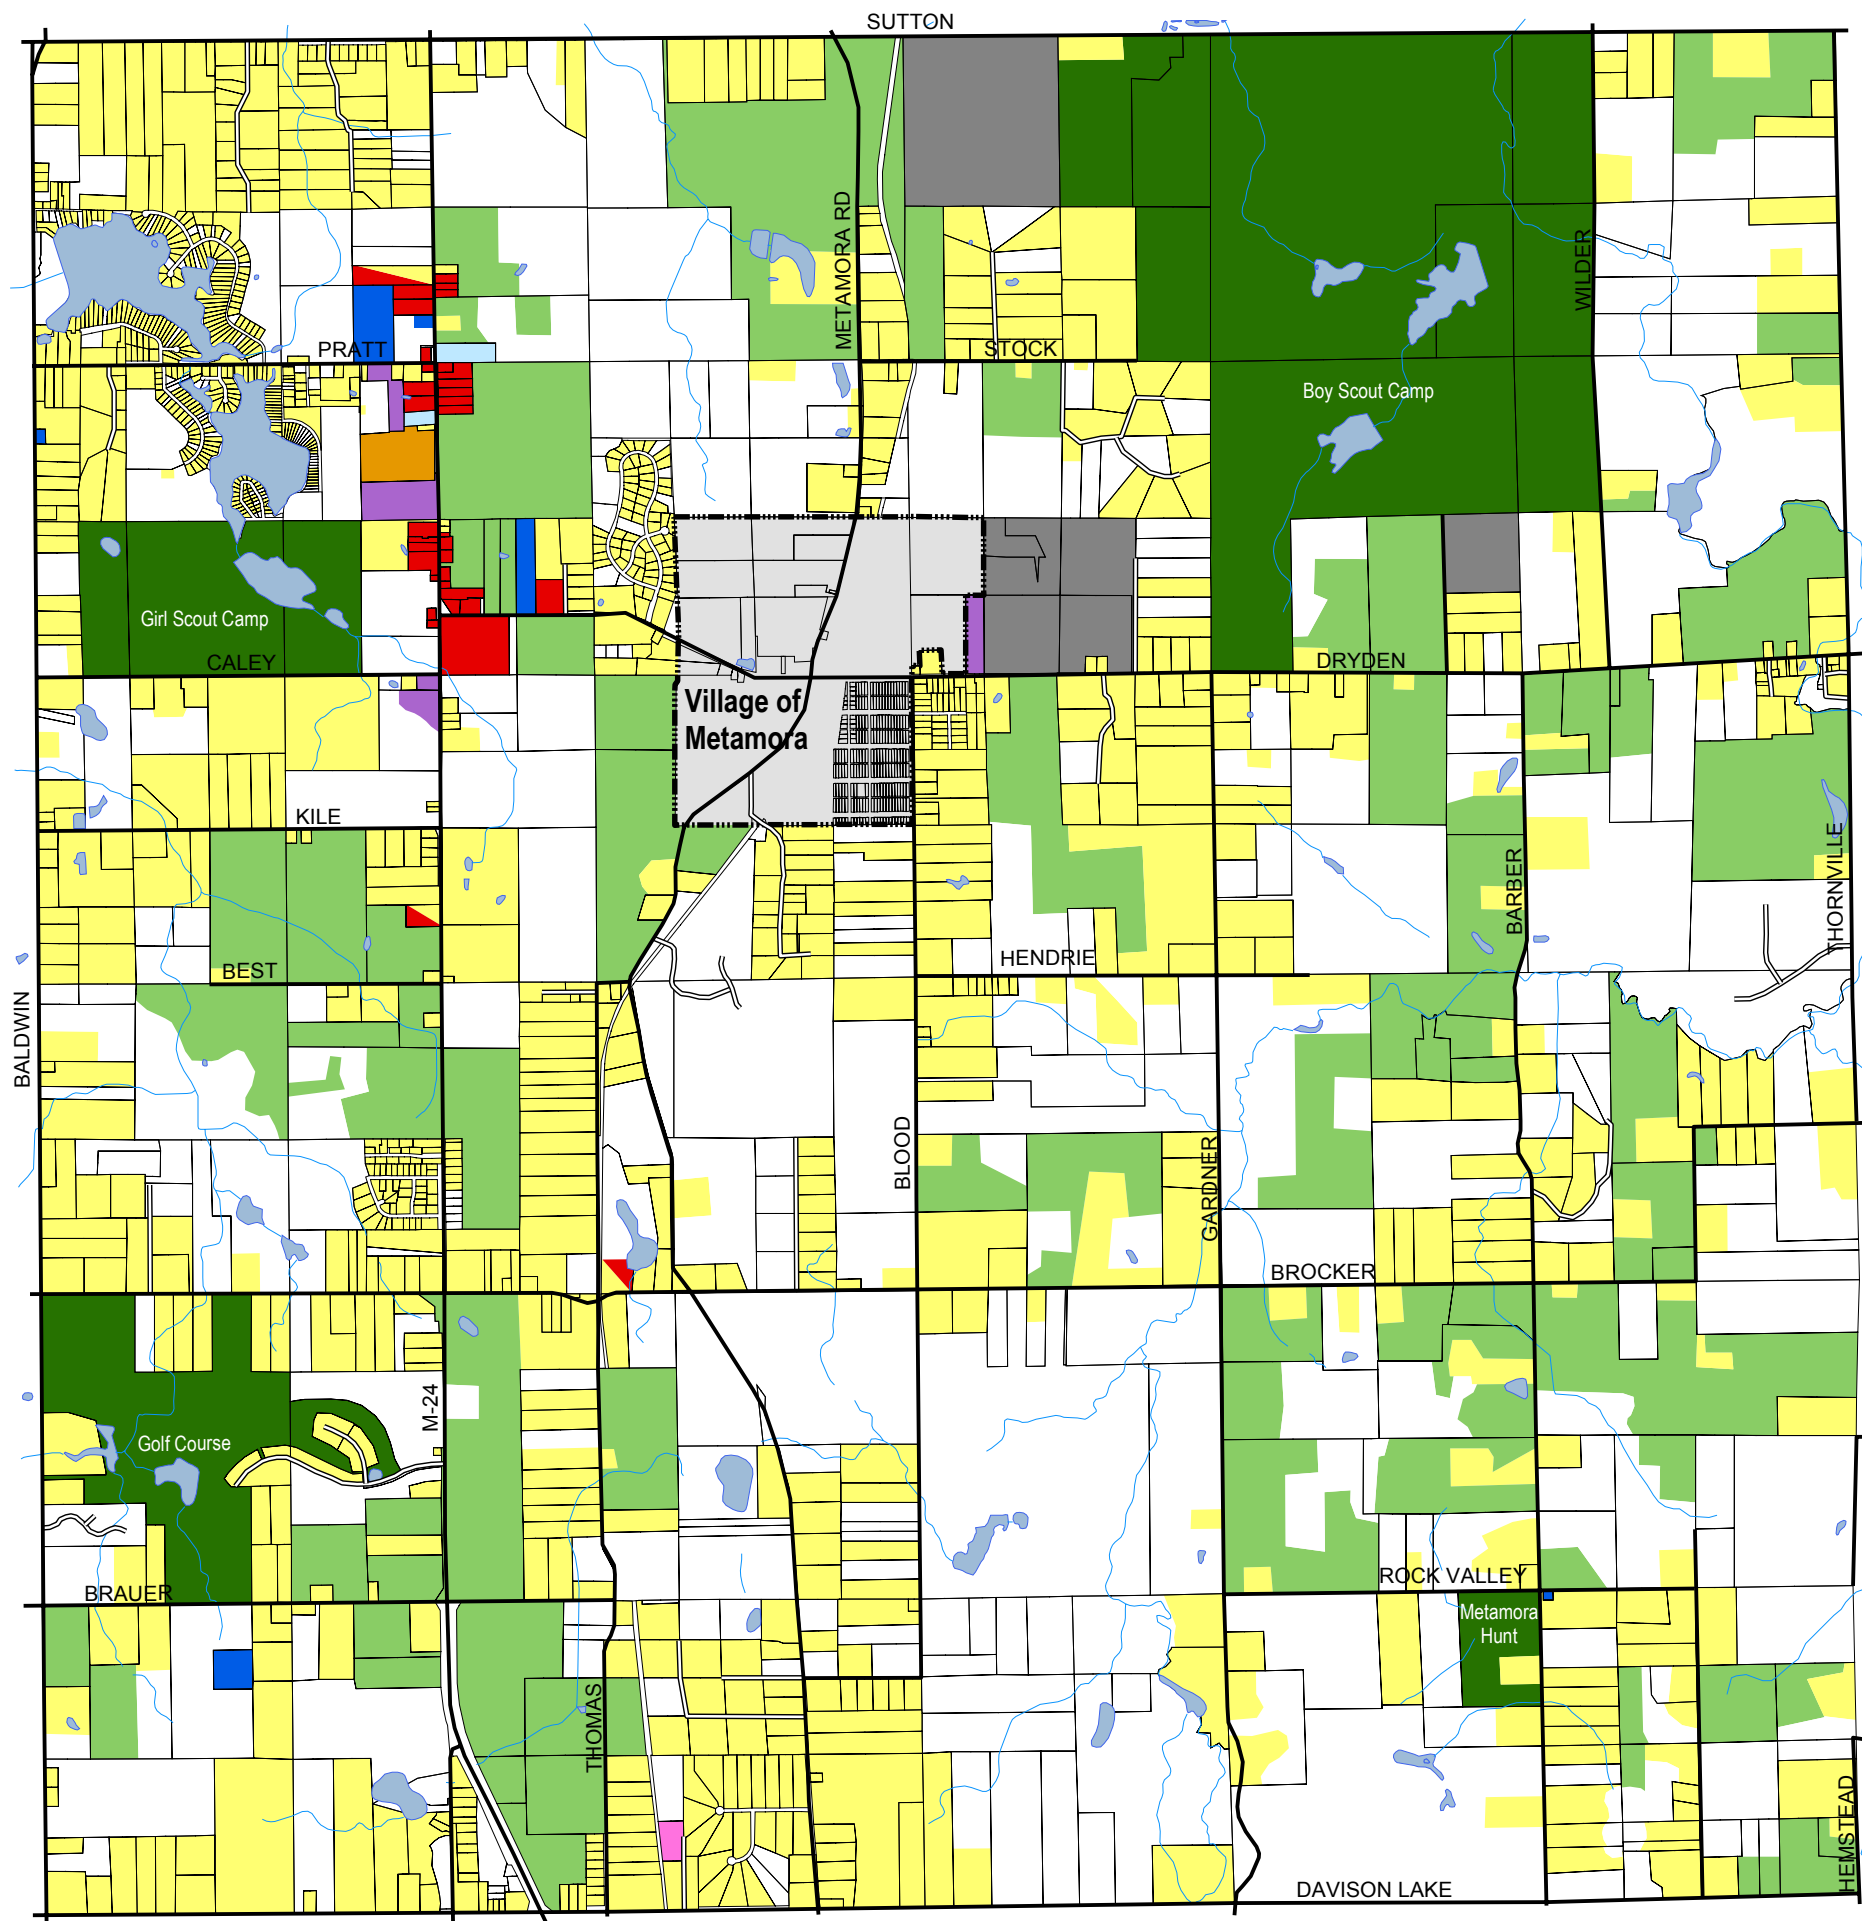 SUTTON
METAMORA RD
WILDER
PRATT
STOCK
Boy Scout Camp
Girl Scout Camp
CALEY
DRYDEN
Village of
Metamora
KILE
BARBER
THORNVILLE
HENDRIE
BEST
BALDWIN
BLOOD
GARDNER
BROCKER
M-24
Golf Course
BRAUER
ROCK VALLEY
Metamora
Hunt
THOMAS
HEMSTEAD
DAVISON LAKE